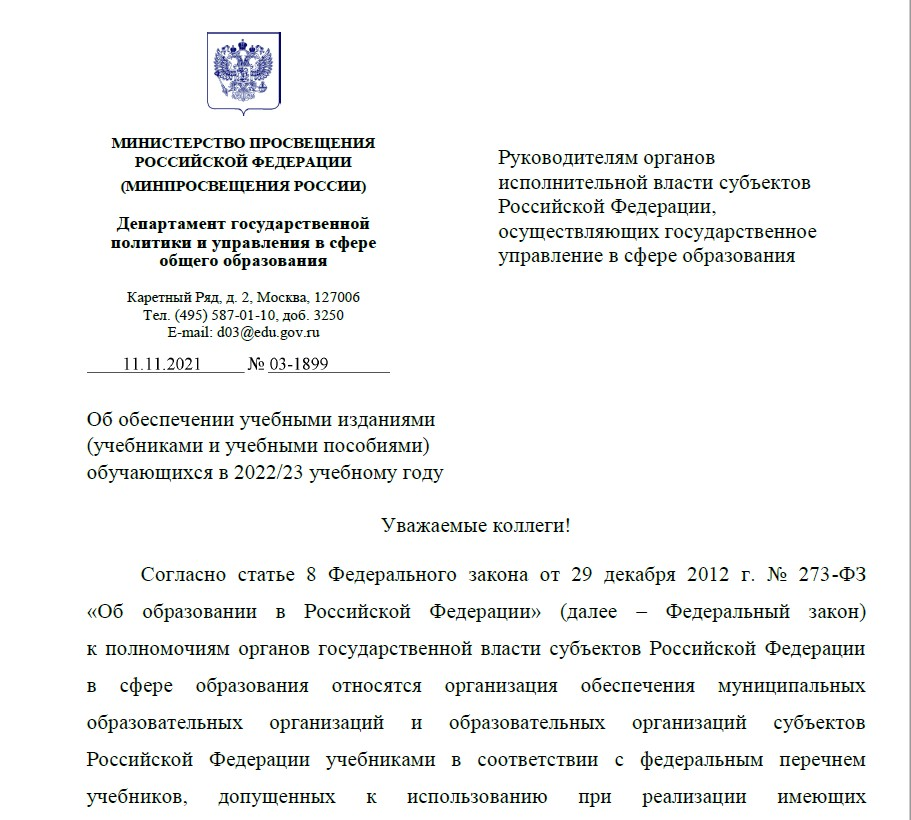 МИНИСТЕРСТВО ПРОСВЕЩЕНИЯ
РОССИЙСКОЙ ФЕДЕРАЦИИ
(МИНПРОСВЕЩЕНИЯ РОССИИ)
Департамент государственной
политики и управления в сфере
общего образования
Каретный Ряд, д. 2, Москва, 127006
Тел. (495) 587-01-10, доб. 3250
E-mail: d03@edu.gov.ru
11.11.2021 № 03-1899
Руководителям органов
исполнительной власти субъектов
Российской Федерации,
осуществляющих государственное
управление в сфере образования
Об обеспечении учебными изданиями
(учебниками и учебными пособиями)
обучающихся в 2022/23 учебному году
Уважаемые коллеги!
Согласно статье 8 Федерального закона от 29 декабря 2012 г. № 273-ФЗ
«Об образовании в Российской Федерации» (далее – Федеральный закон)
к полномочиям органов государственной власти субъектов Российской Федерации
в сфере образования относятся организация обеспечения муниципальных
образовательных организаций и образовательных организаций субъектов
Российской Федерации учебниками в соответствии с федеральным перечнем
учебников, допущенных к использованию при реализации имеющих